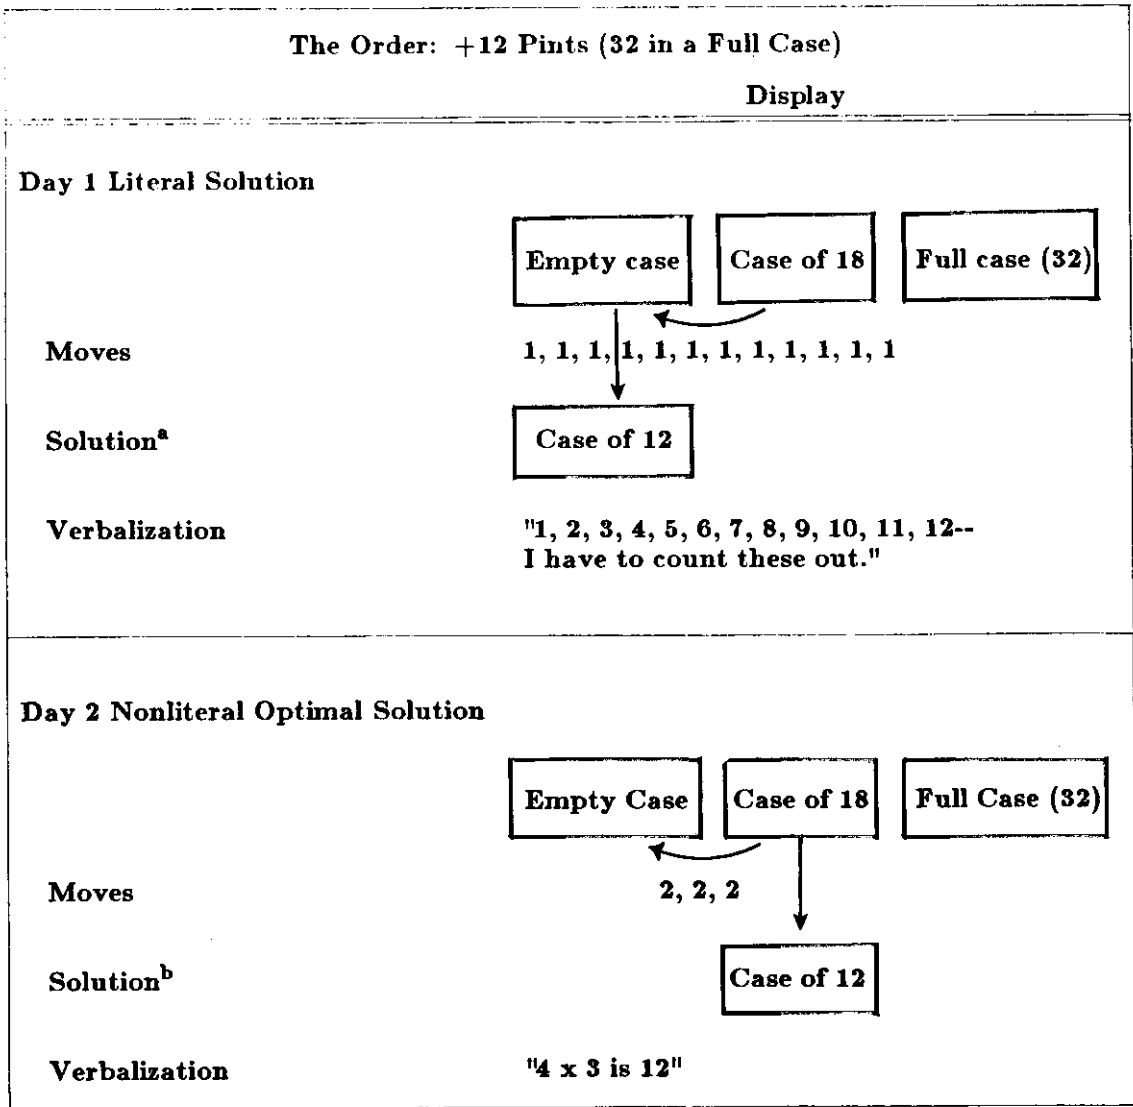 The Order: +12 Pints (32 in a Full Case)
Display
Day 1 Literal Solution
Empty case Case of 18 Full case (32)
Moves 1, 1, 1, 1, 1, 1, 1, 1, 1, 1, 1, 1
Solutionᵃ Case of 12
Verbalization "1, 2, 3, 4, 5, 6, 7, 8, 9, 10, 11, 12--
I have to count these out."
Day 2 Nonliteral Optimal Solution
Empty Case Case of 18 Full Case (32)
Moves 2, 2, 2
Solutionᵇ Case of 12
Verbalization "4 x 3 is 12"